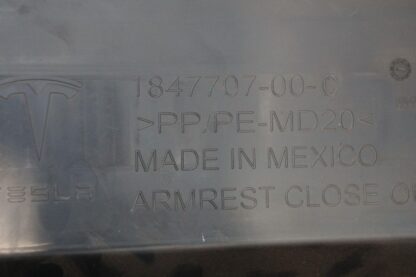 1847707-00-C
>PP/PE-MD20<
MADE IN MEXICO
TESLA ARMREST CLOSE O